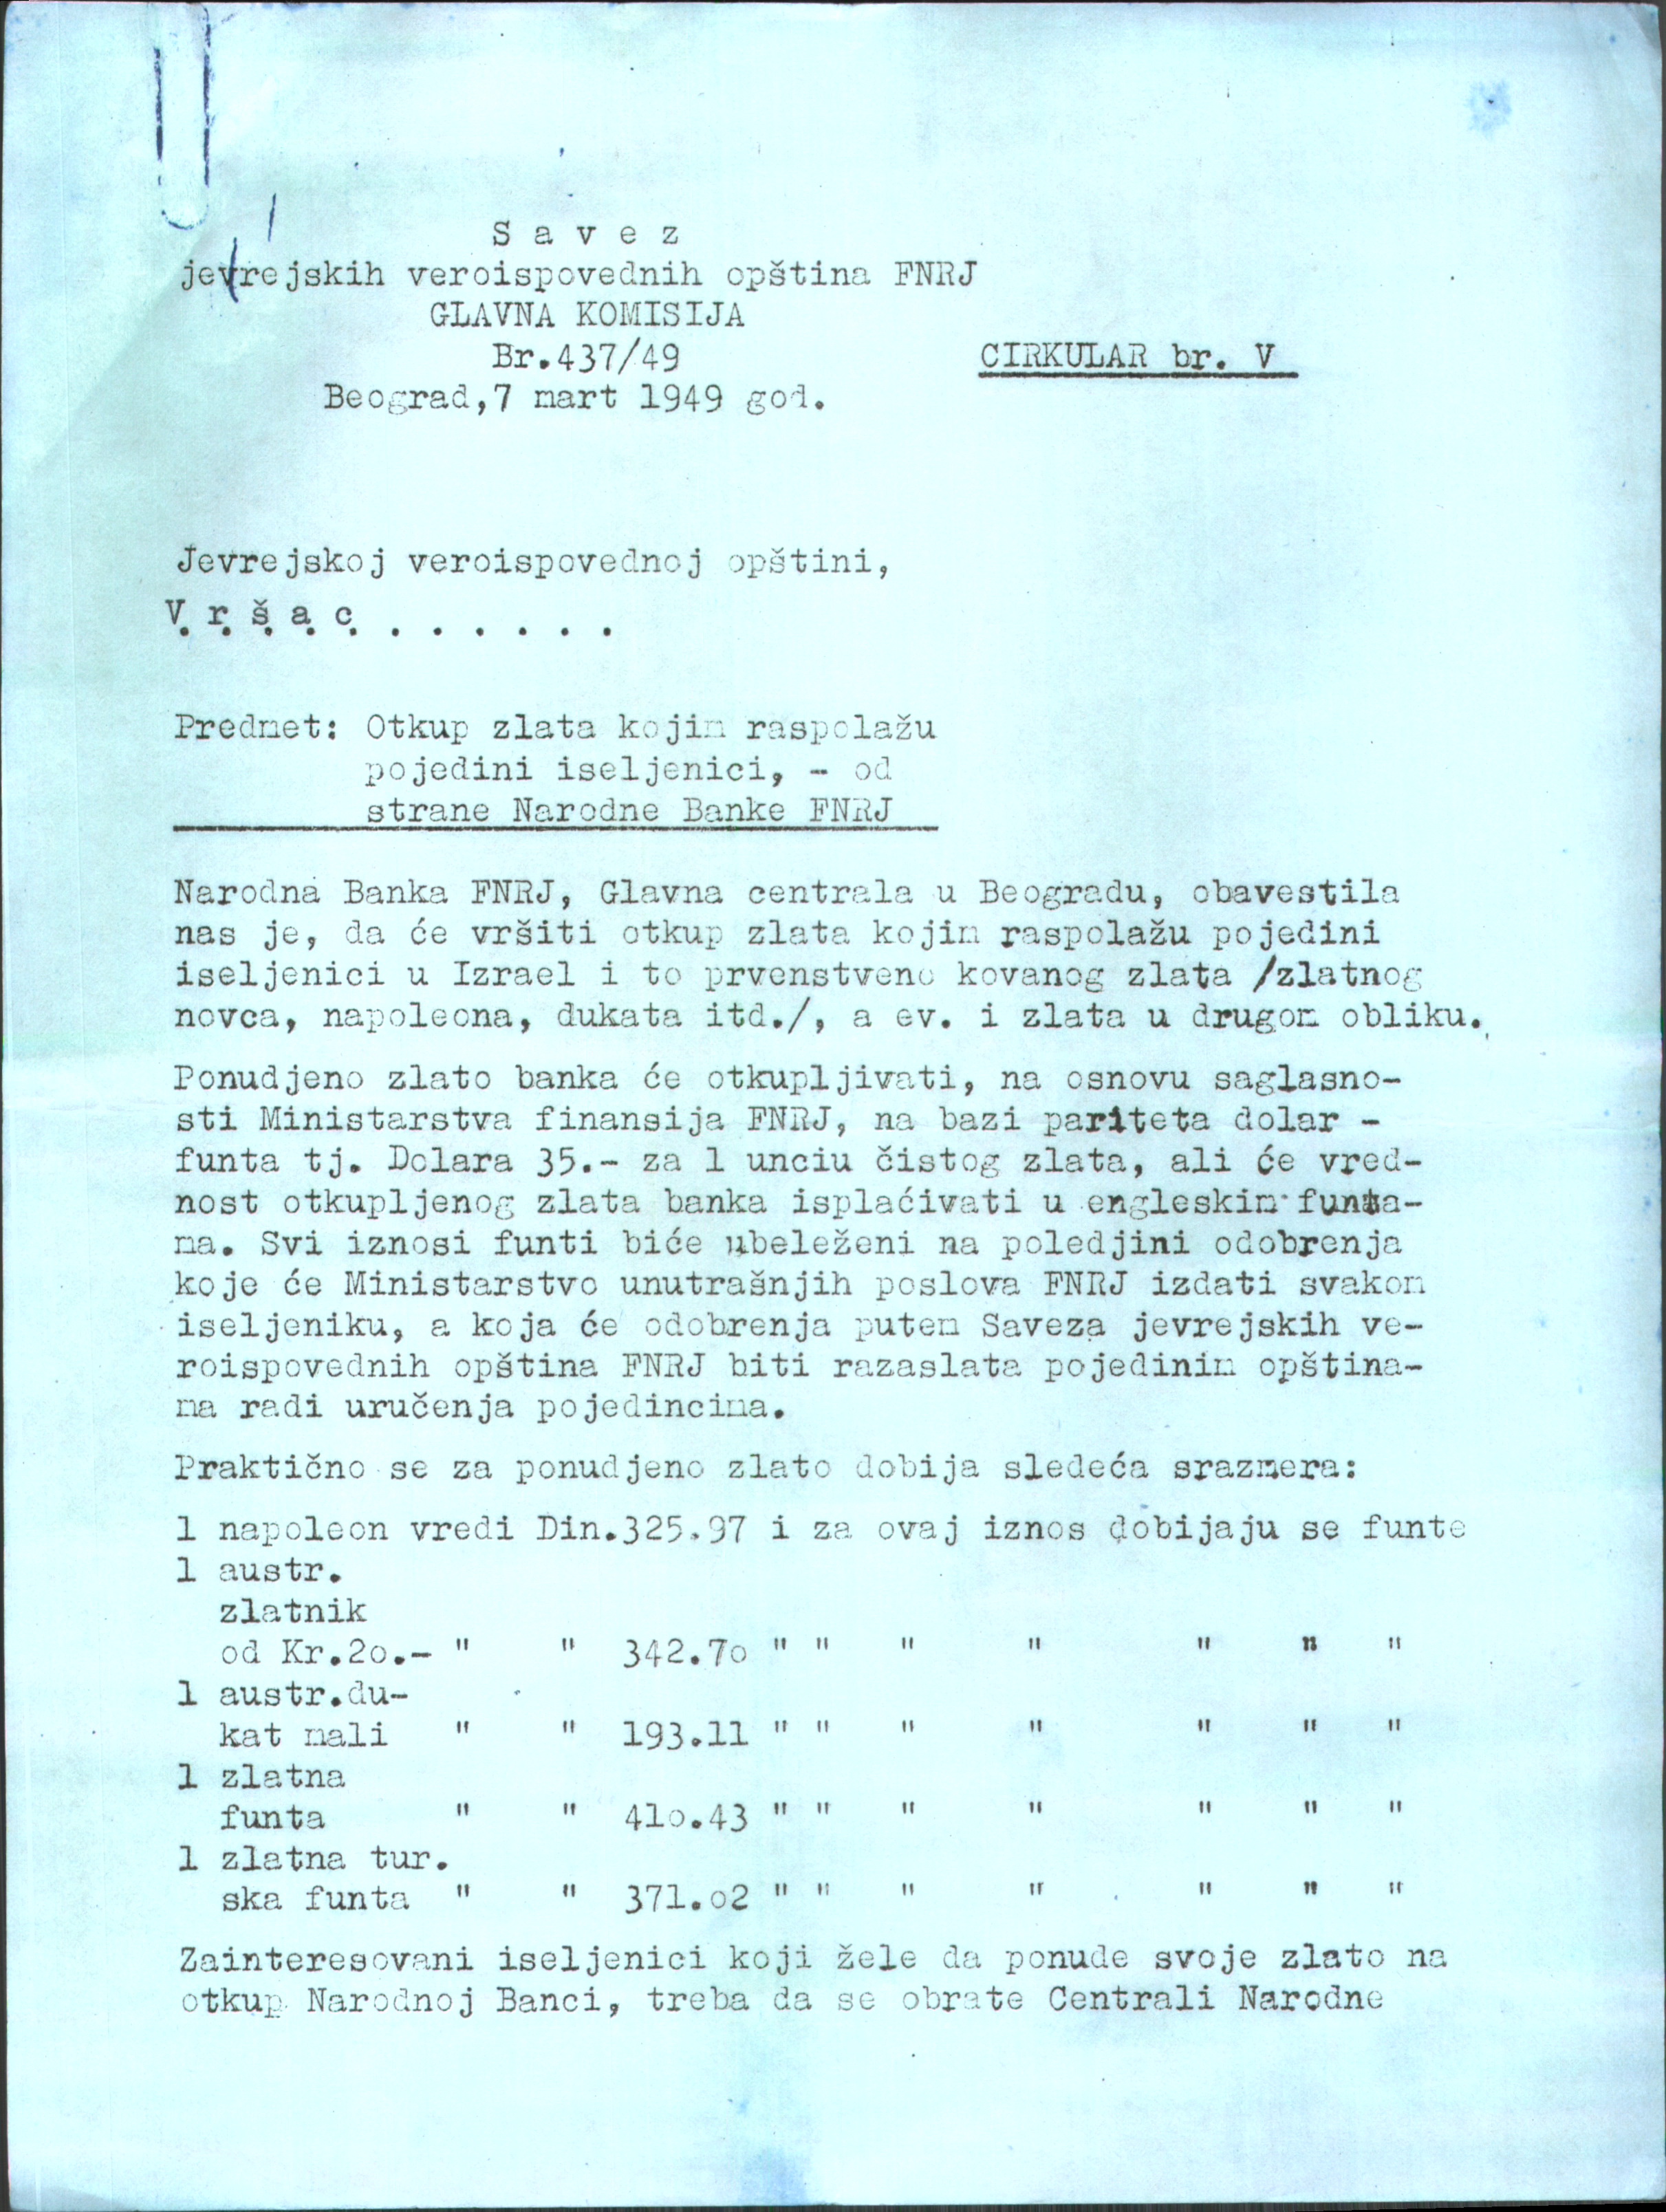 S a v e z
jevrejskih veroispovednih opština FNRJ
GLAVNA KOMISIJA
Br.437/49
CIRKULAR br. V
Beograd,7 mart 1949 god.
Jevrejskoj veroispovednoj opštini,
V r š a c . . . . . .
Predmet: Otkup zlata kojim raspolažu
pojedini iseljenici, - od
strane Narodne Banke FNRJ
Narodna Banka FNRJ, Glavna centrala u Beogradu, obavestila
nas je, da će vršiti otkup zlata kojim raspolažu pojedini
iseljenici u Izrael i to prvenstveno kovanog zlata /zlatnog
novca, napoleona, dukata itd./, a ev. i zlata u drugom obliku.
Ponudjeno zlato banka će otkupljivati, na osnovu saglasno-
sti Ministarstva finansija FNRJ, na bazi pariteta dolar -
funta tj. Dolara 35.- za 1 unciu čistog zlata, ali će vred-
nost otkupljenog zlata banka isplaćivati u engleskim funta-
ma. Svi iznosi funti biće ubeleženi na poledjini odobrenja
koje će Ministarstvo unutrašnjih poslova FNRJ izdati svakom
iseljeniku, a koja će odobrenja putem Saveza jevrejskih ve-
roispovednih opština FNRJ biti razaslata pojedinim opština-
ma radi uručenja pojedincima.
Praktično se za ponudjeno zlato dobija sledeća srazmera:
1 napoleon vredi Din.325.97 i za ovaj iznos dobijaju se funte
1 austr.
zlatnik
od Kr.2o.- " " 342.7o " " " " " " "
1 austr.du-
kat mali " " 193.11 " " " " " " "
1 zlatna
funta " " 41o.43 " " " " " " "
1 zlatna tur.
ska funta " " 371.o2 " " " " " " "
Zainteresovani iseljenici koji žele da ponude svoje zlato na
otkup Narodnoj Banci, treba da se obrate Centrali Narodne